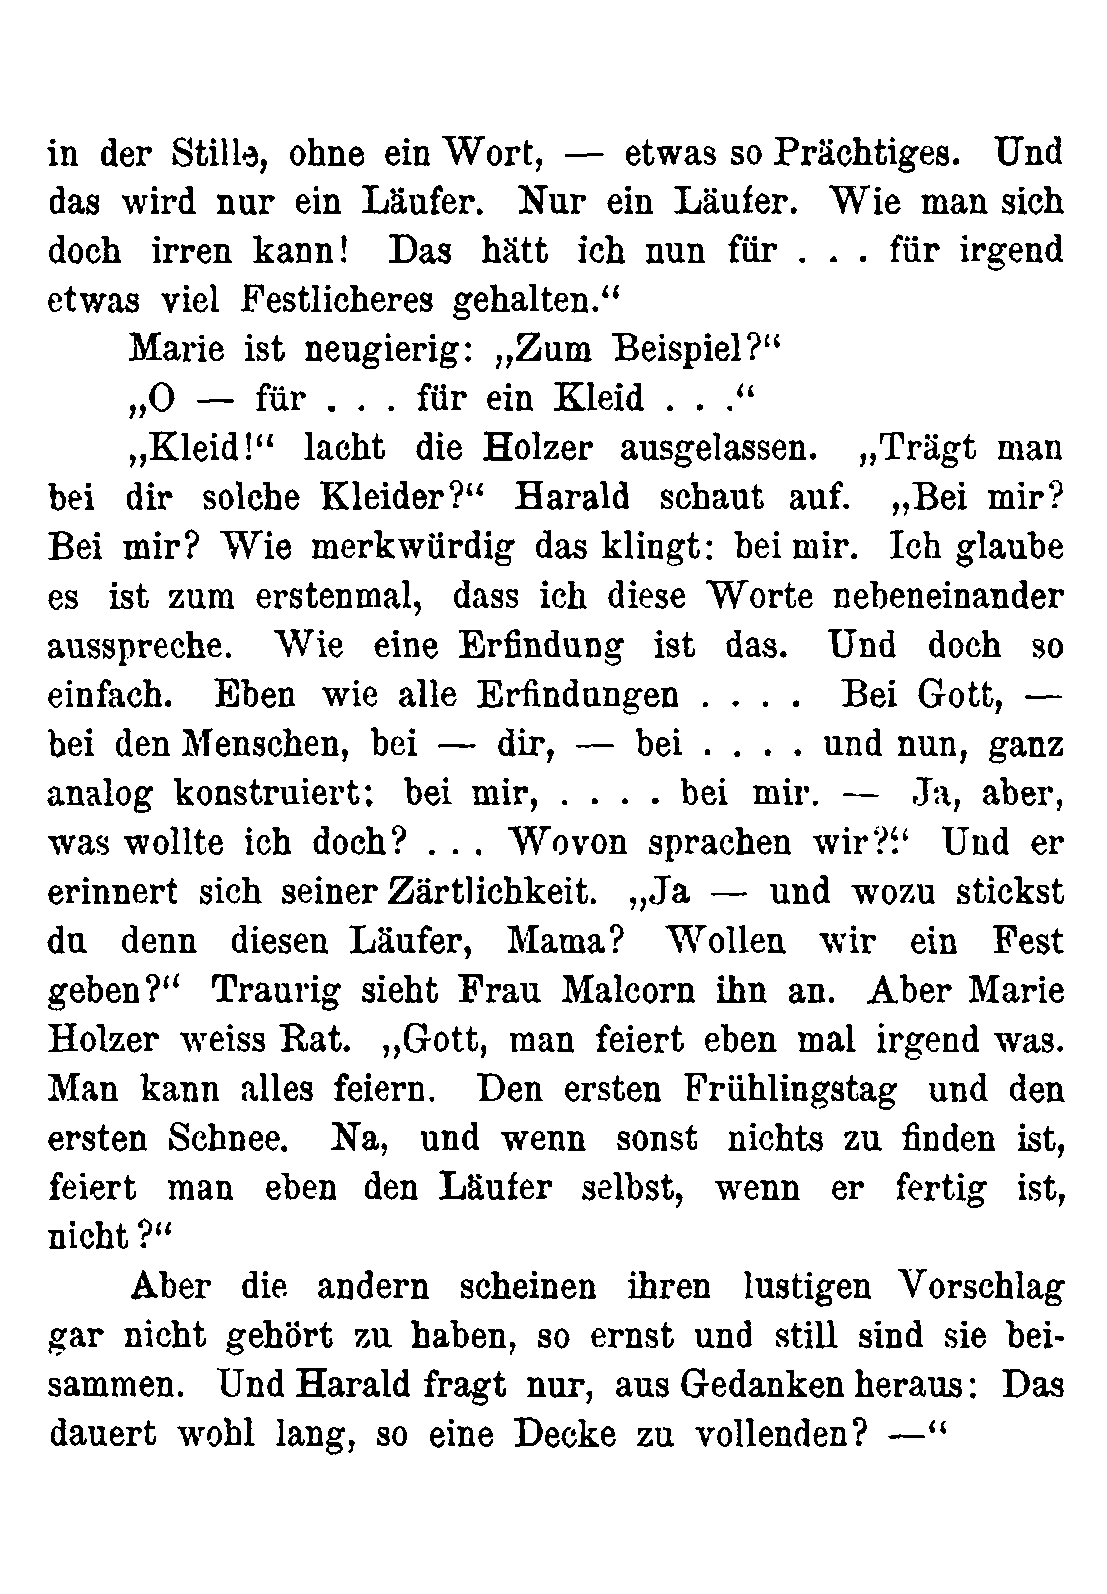 in der Stille, ohne ein Wort, — etwas so Prächtiges. Und
das wird nur ein Läufer. Nur ein Läufer. Wie man sich
doch irren kann! Das hätt ich nun für . . . für irgend
etwas viel Festlicheres gehalten.“
Marie ist neugierig: „Zum Beispiel?“
„O — für . . . für ein Kleid . . .“
„Kleid!“ lacht die Holzer ausgelassen. „Trägt man
bei dir solche Kleider?“ Harald schaut auf. „Bei mir?
Bei mir? Wie merkwürdig das klingt: bei mir. Ich glaube
es ist zum erstenmal, dass ich diese Worte nebeneinander
ausspreche. Wie eine Erfindung ist das. Und doch so
einfach. Eben wie alle Erfindungen . . . . Bei Gott, —
bei den Menschen, bei — dir, — bei . . . . und nun, ganz
analog konstruiert: bei mir, . . . . bei mir. — Ja, aber,
was wollte ich doch? . . . Wovon sprachen wir?“ Und er
erinnert sich seiner Zärtlichkeit. „Ja — und wozu stickst
du denn diesen Läufer, Mama? Wollen wir ein Fest
geben?“ Traurig sieht Frau Malcorn ihn an. Aber Marie
Holzer weiss Rat. „Gott, man feiert eben mal irgend was.
Man kann alles feiern. Den ersten Frühlingstag und den
ersten Schnee. Na, und wenn sonst nichts zu finden ist,
feiert man eben den Läufer selbst, wenn er fertig ist,
nicht?“
Aber die andern scheinen ihren lustigen Vorschlag
gar nicht gehört zu haben, so ernst und still sind sie bei-
sammen. Und Harald fragt nur, aus Gedanken heraus: Das
dauert wohl lang, so eine Decke zu vollenden? —“